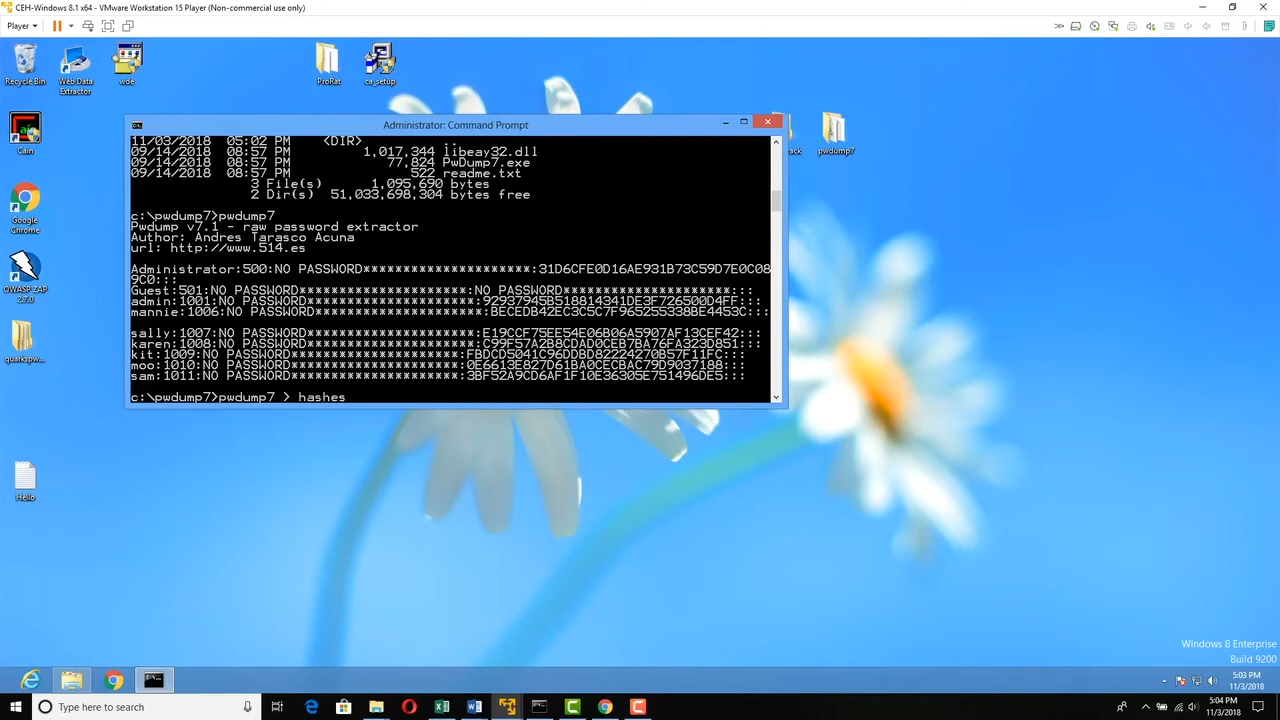 CEH-Windows 8.1 x64 - VMware Workstation 15 Player (Non-commercial use only)
Player
Recycle Bin
Web Data Extractor
wde
ProRat
ca_setup
Cain
pwdump7
Google Chrome
OWASP ZAP 2.7.0
quarkspw...
Hello
Administrator: Command Prompt
11/03/2018  05:02 PM    <DIR>          ..
09/14/2018  08:57 PM         1,017,344 libeay32.dll
09/14/2018  08:57 PM            77,824 PwDump7.exe
09/14/2018  08:57 PM               522 readme.txt
3 File(s)      1,095,690 bytes
2 Dir(s)  51,033,698,304 bytes free
c:\pwdump7>pwdump7
Pwdump v7.1 - raw password extractor
Author: Andres Tarasco Acuna
url: http://www.514.es
Administrator:500:NO PASSWORD*********************:31D6CFE0D16AE931B73C59D7E0C08
9C0:::
Guest:501:NO PASSWORD*********************:NO PASSWORD*********************:::
admin:1001:NO PASSWORD*********************:92937945B518814341DE3F726500D4FF:::
mannie:1006:NO PASSWORD*********************:BECEDB42EC3C5C7F965255338BE4453C:::
sally:1007:NO PASSWORD*********************:E19CCF75EE54E06B06A5907AF13CEF42:::
karen:1008:NO PASSWORD*********************:C99F57A2B8CDAD0CEB7BA76FA323D851:::
kit:1009:NO PASSWORD*********************:FBDCD5041C96DDBD82224270B57F11FC:::
moo:1010:NO PASSWORD*********************:0E6613E827D61BA0CECBAC79D9037188:::
sam:1011:NO PASSWORD*********************:3BF52A9CD6AF1F10E36305E751496DE5:::
c:\pwdump7>pwdump7 > hashes
Windows 8 Enterprise
Build 9200
5:03 PM
11/3/2018
Type here to search
5:04 PM
11/3/2018